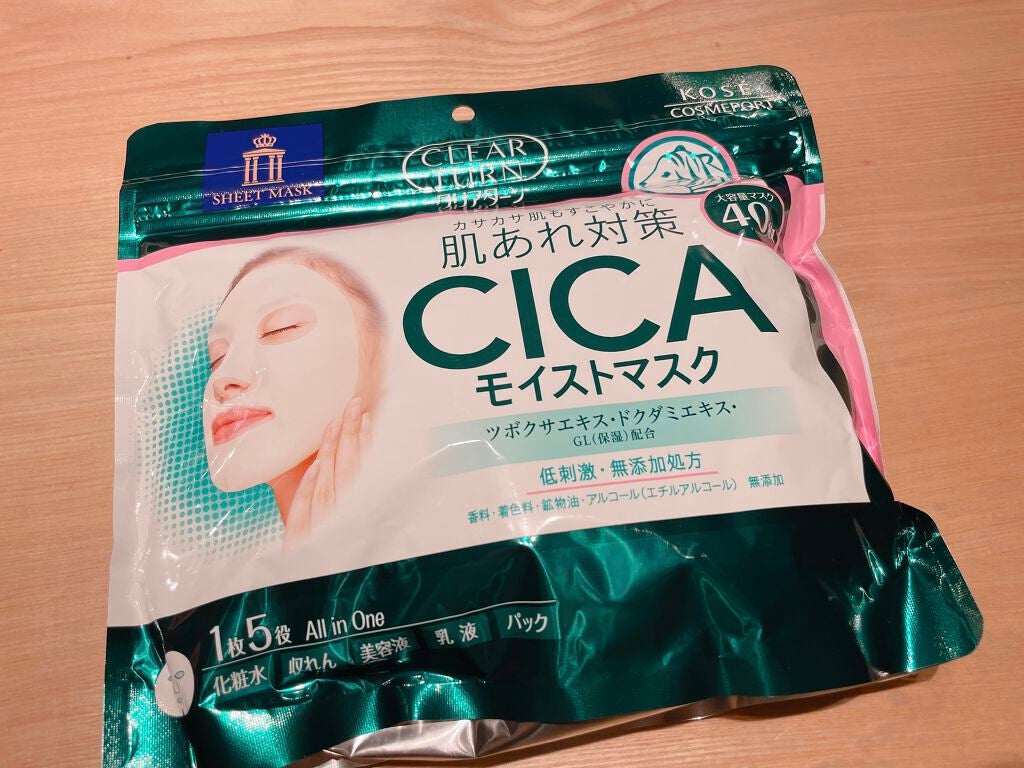 KOSÉ
COSMEPORT
SHEET MASK
CLEAR
TURN
クリアターン
大容量マスク
40
カサカサ肌もすこやかに
肌あれ対策
CICA
モイストマスク
ツボクサエキス・ドクダミエキス・
GL(保湿)配合
低刺激・無添加処方
香料・着色料・鉱物油・アルコール(エチルアルコール) 無添加
1枚5役 All in One
化粧水 収れん 美容液 乳液 パック